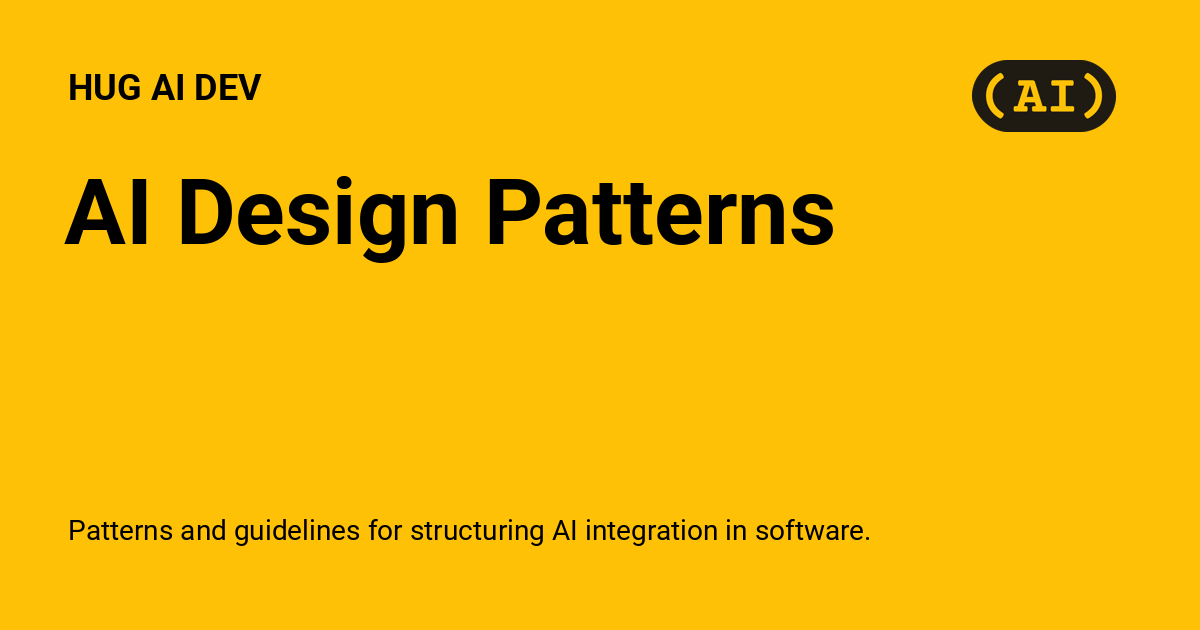 HUG AI DEV
(AI)
AI Design Patterns
Patterns and guidelines for structuring AI integration in software.